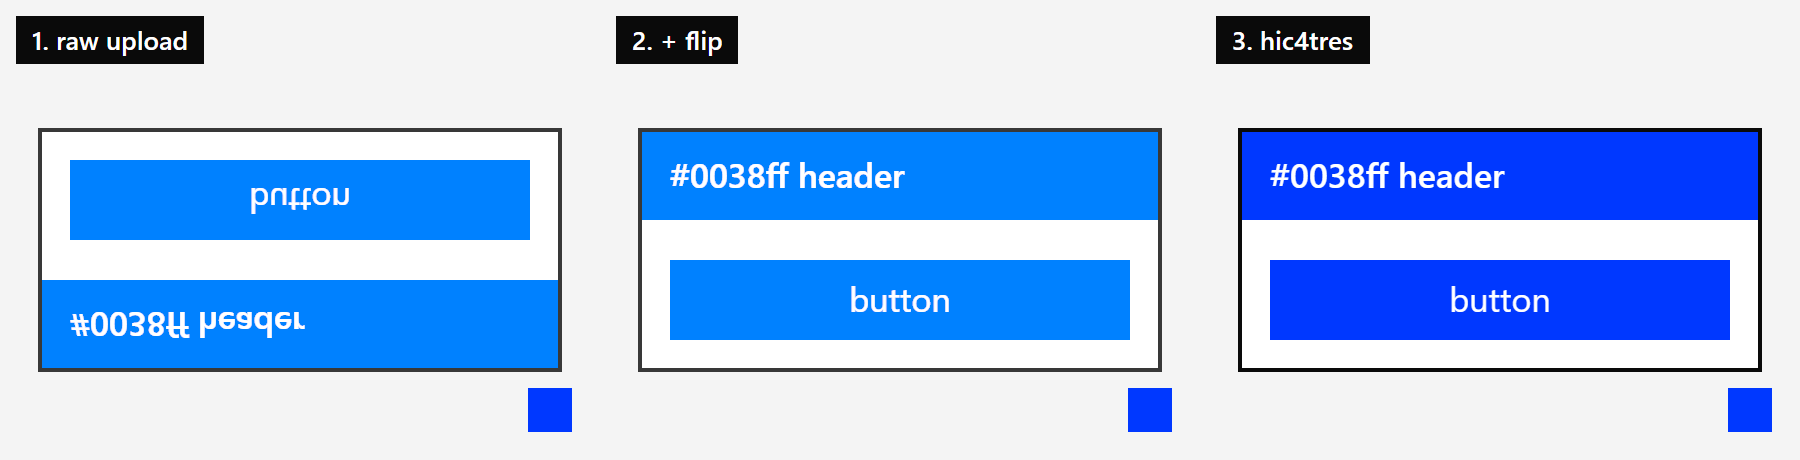 1. raw upload
button
#0038ff header
2. + flip
#0038ff header
button
3. hic4tres
#0038ff header
button